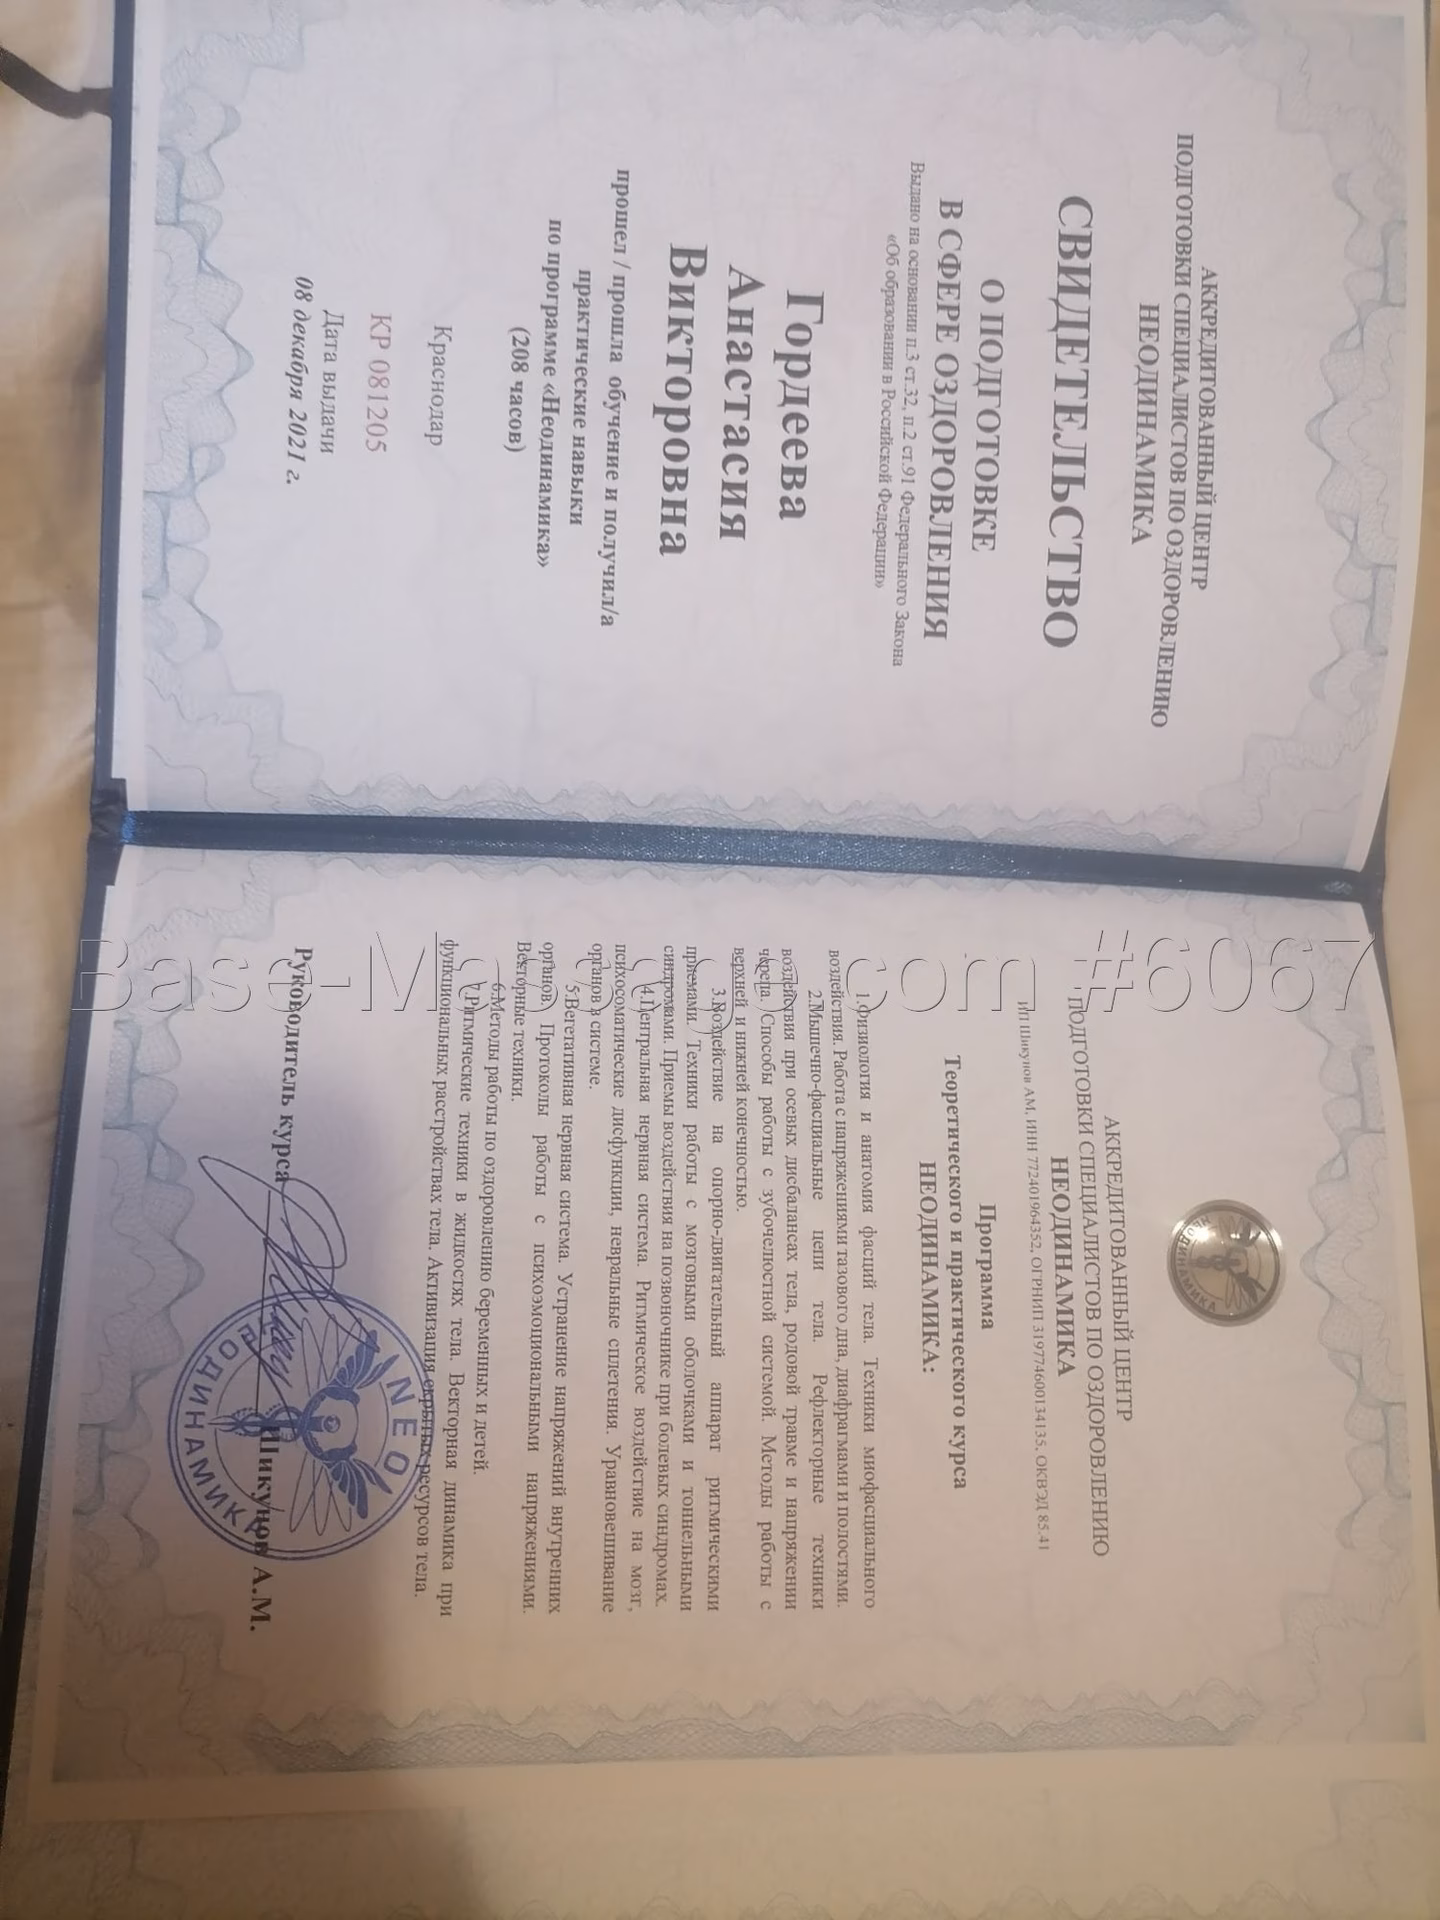 АККРЕДИТОВАННЫЙ ЦЕНТР
ПОДГОТОВКИ СПЕЦИАЛИСТОВ ПО ОЗДОРОВЛЕНИЮ
НЕОДИНАМИКА
СВИДЕТЕЛЬСТВО
О ПОДГОТОВКЕ
В СФЕРЕ ОЗДОРОВЛЕНИЯ
Выдано на основании п.3 ст.32, п.2 ст.91 Федерального Закона
«Об образовании в Российской Федерации»
Гордеева
Анастасия
Викторовна
прошел / прошла обучение и получил/а
практические навыки
по программе «Неодинамика»
(208 часов)
Краснодар
КР 081205
Дата выдачи
08 декабря 2021 г.
НЕОДИНАМИКА
АККРЕДИТОВАННЫЙ ЦЕНТР
ПОДГОТОВКИ СПЕЦИАЛИСТОВ ПО ОЗДОРОВЛЕНИЮ
НЕОДИНАМИКА
ИП Шикунов АМ, ИНН 772401964352, ОГРНИП 319774600134135, ОКВЭД 85.41
Программа
Теоретического и практического курса
НЕОДИНАМИКА:
1.Физиология и анатомия фасций тела. Техники миофасциального
воздействия. Работа с напряжениями тазового дна, диафрагмами и полостями.
2.Мышечно-фасциальные цепи тела. Рефлекторные техники
воздействия при осевых дисбалансах тела, родовой травме и напряжении
черепа. Способы работы с зубочелюстной системой. Методы работы с
верхней и нижней конечностью.
3.Воздействие на опорно-двигательный аппарат ритмическими
приемами. Техники работы с мозговыми оболочками и тоннельными
синдромами. Приемы воздействия на позвоночнике при болевых синдромах.
4.Центральная нервная система. Ритмическое воздействие на мозг,
психосоматические дисфункции, невральные сплетения. Уравновешивание
органов в системе.
5.Вегетативная нервная система. Устранение напряжений внутренних
органов. Протоколы работы с психоэмоциональными напряжениями.
Векторные техники.
6.Методы работы по оздоровлению беременных и детей.
7.Ритмические техники в жидкостях тела. Векторная динамика при
функциональных расстройствах тела. Активизация скрытых ресурсов тела.
Руководитель курса
Шикунов А.М.
NEO
НЕОДИНАМИКА
Base-Massage.com #6067